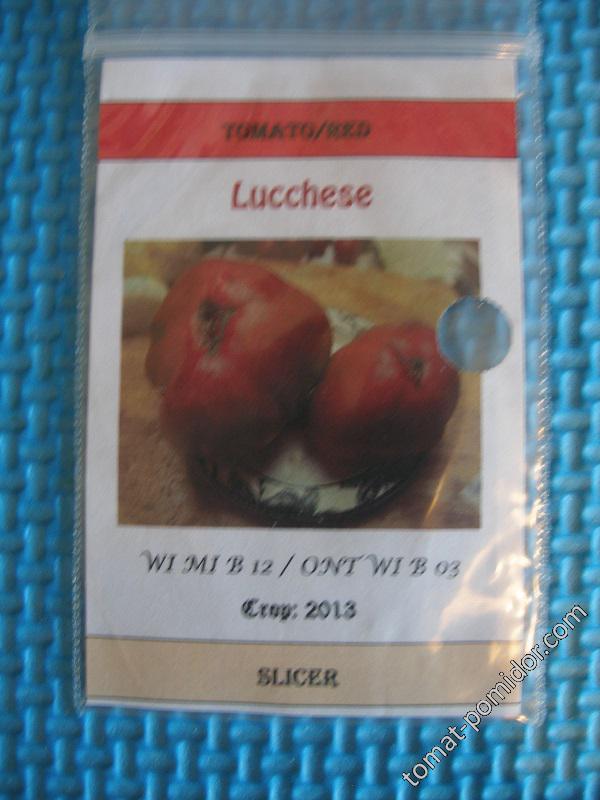 TOMATO/RED
Lucchese
WI MI B 12 / ONT WI B 03
Crop: 2013
SLICER
tomat-pomidor.com